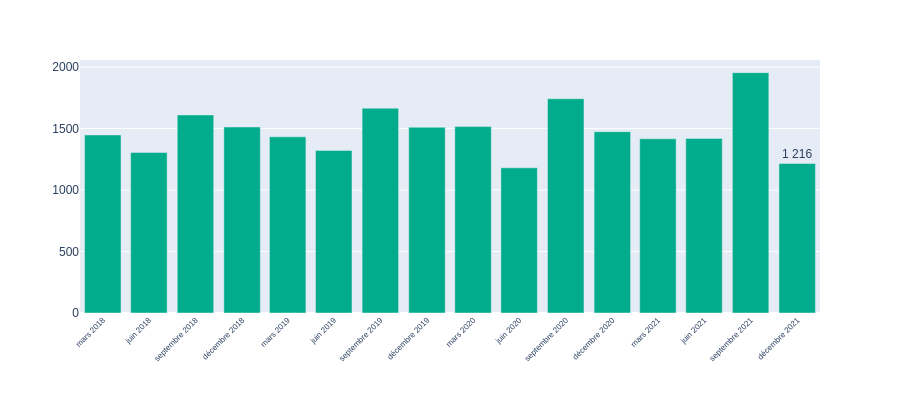 2000
1500
1000
500
0
1 216
mars 2018
juin 2018
septembre 2018
décembre 2018
mars 2019
juin 2019
septembre 2019
décembre 2019
mars 2020
juin 2020
septembre 2020
décembre 2020
mars 2021
juin 2021
septembre 2021
décembre 2021